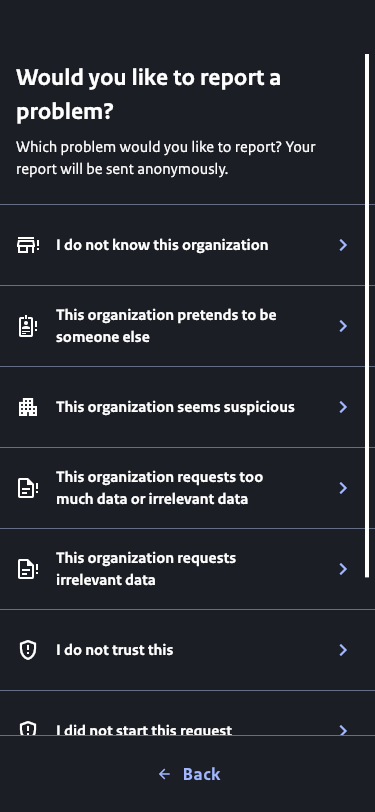 Would you like to report a
problem?
Which problem would you like to report? Your
report will be sent anonymously.
I do not know this organization
This organization pretends to be
someone else
This organization seems suspicious
This organization requests too
much data or irrelevant data
This organization requests
irrelevant data
I do not trust this
I did not start this request
Back